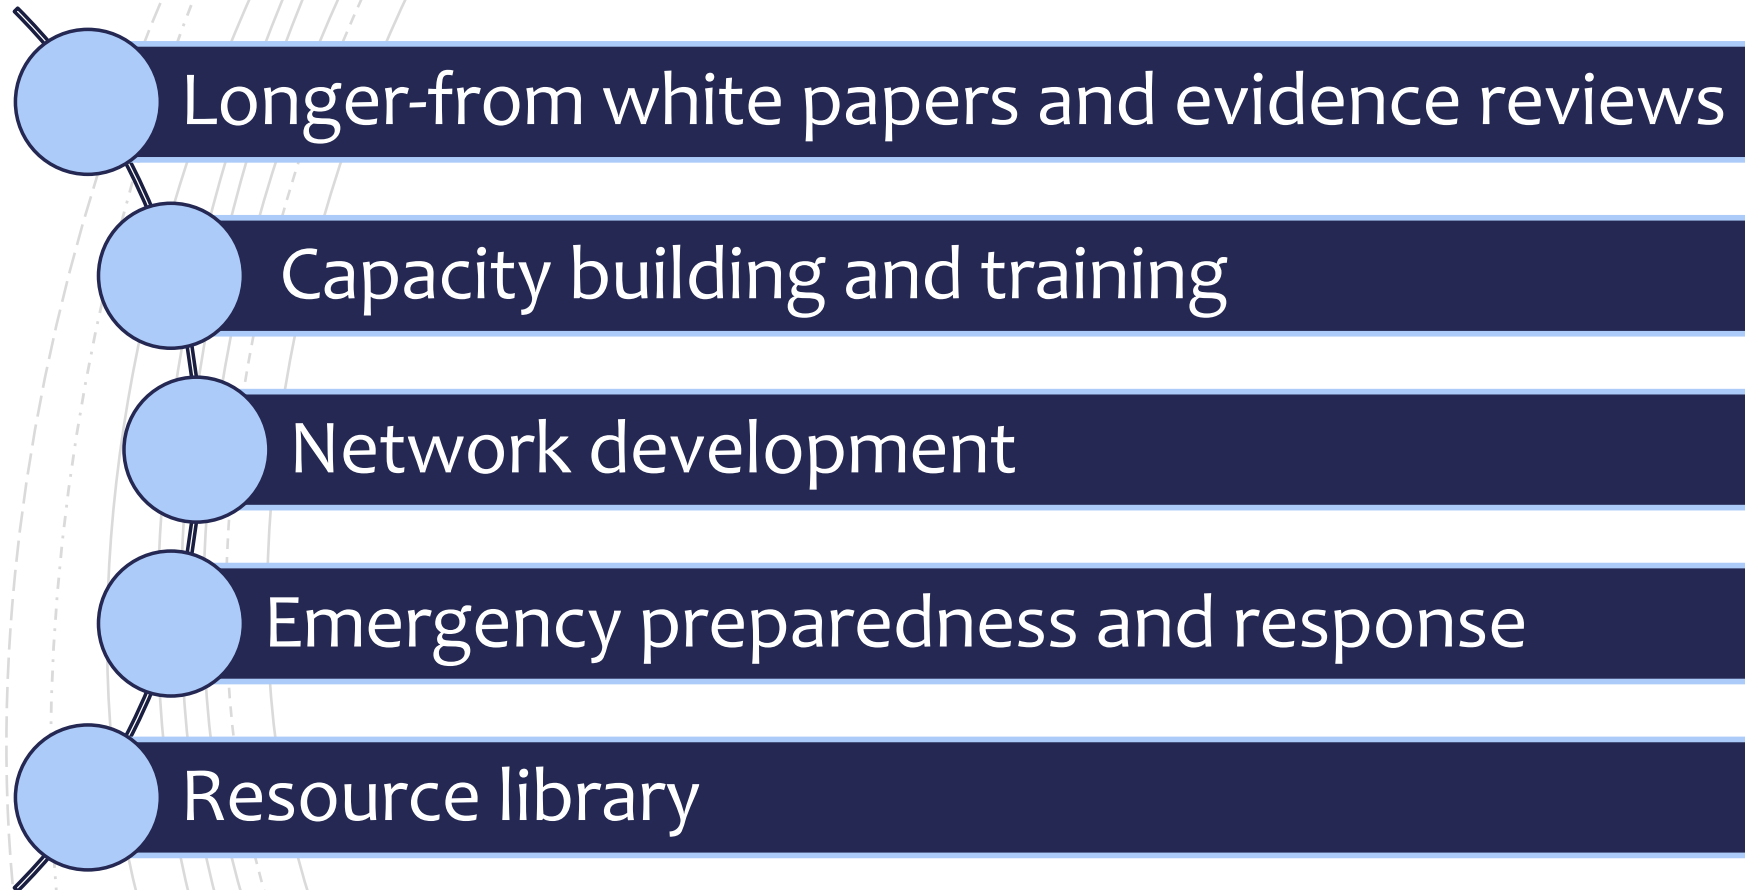 Longer-from white papers and evidence reviews
Capacity building and training
Network development
Emergency preparedness and response
Resource library